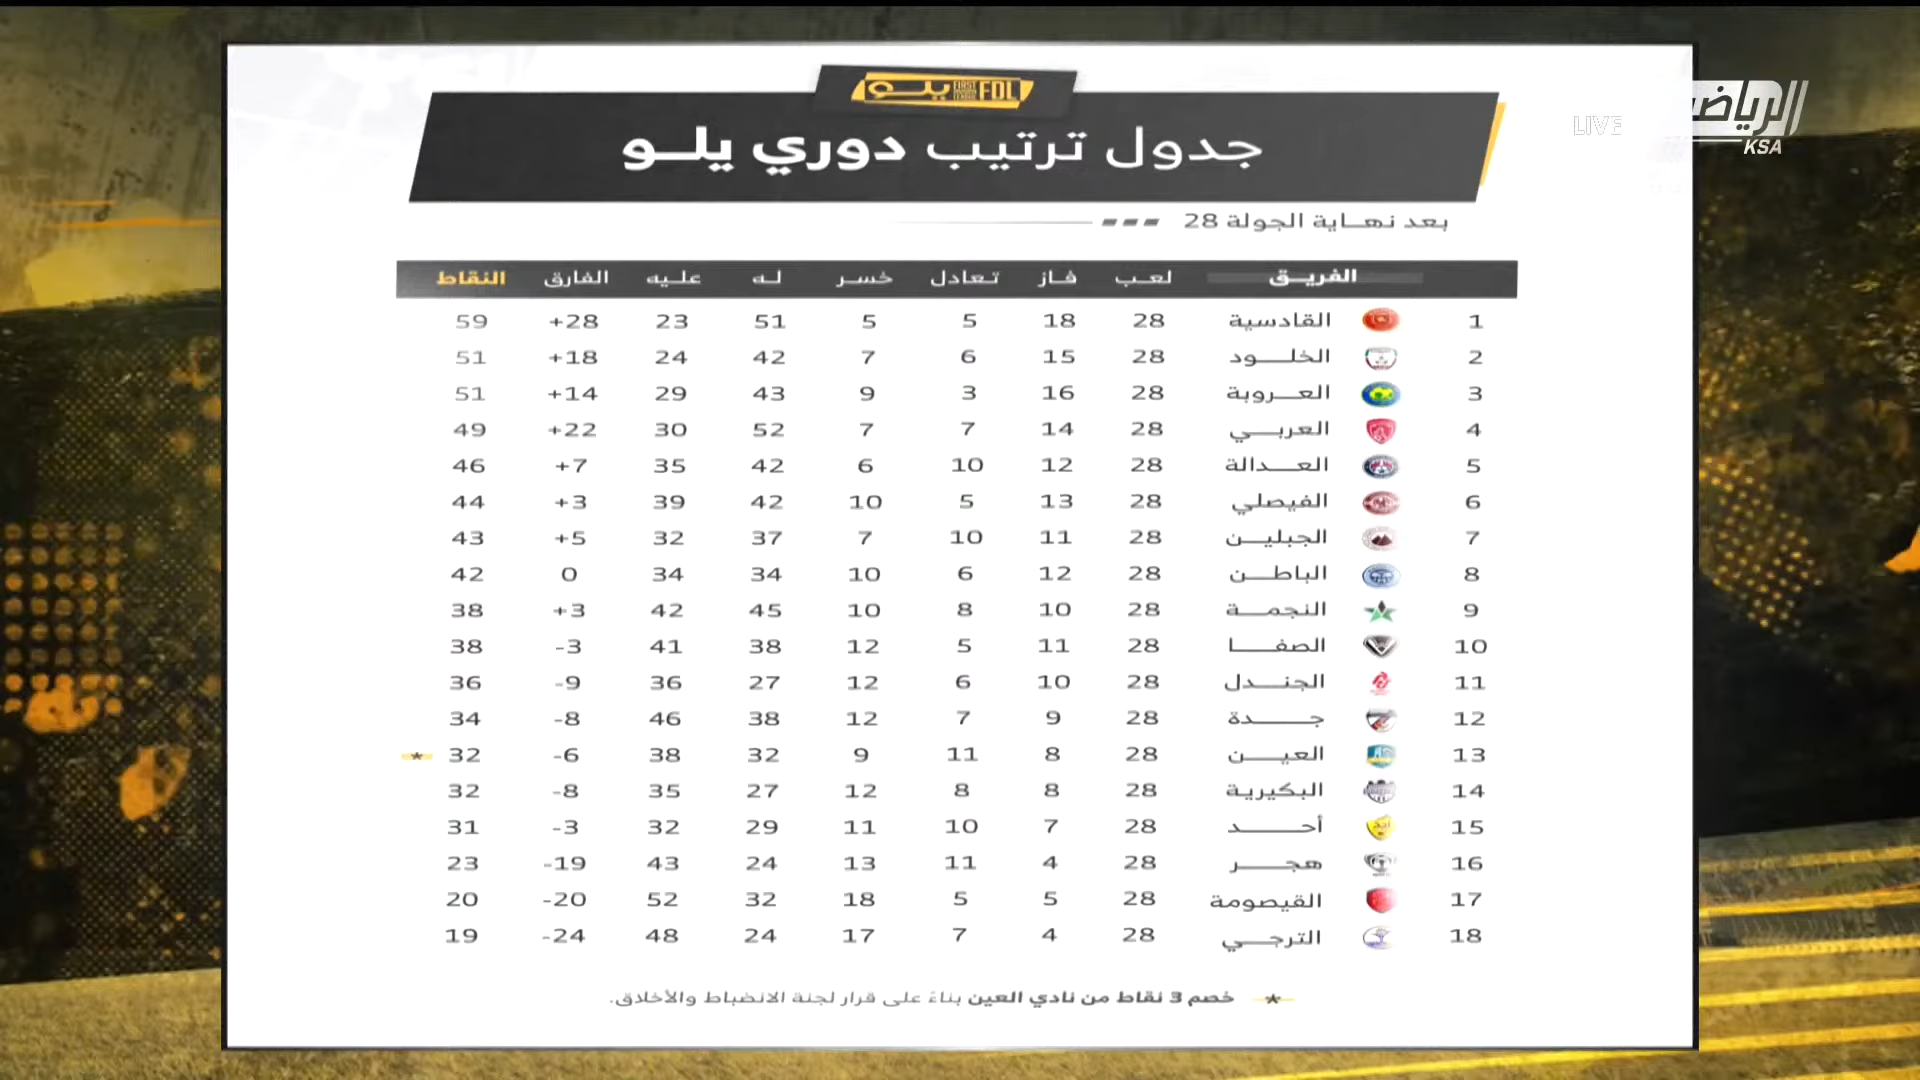 يلو FIRST DIVISION LEAGUE FDL
جدول ترتيب دوري يلو
بعد نهاية الجولة 28
الرياضية
KSA
LIVE
الفريق لعب فاز تعادل خسر له عليه الفارق النقاط
1 القادسية 28 18 5 5 51 23 +28 59
2 الخلود 28 15 6 7 42 24 +18 51
3 العروبة 28 16 3 9 43 29 +14 51
4 العربي 28 14 7 7 52 30 +22 49
5 العدالة 28 12 10 6 42 35 +7 46
6 الفيصلي 28 13 5 10 42 39 +3 44
7 الجبلين 28 11 10 7 37 32 +5 43
8 الباطن 28 12 6 10 34 34 0 42
9 النجمة 28 10 8 10 45 42 +3 38
10 الصفا 28 11 5 12 38 41 -3 38
11 الجندل 28 10 6 12 27 36 -9 36
12 جدة 28 9 7 12 38 46 -8 34
13 العين 28 8 11 9 32 38 -6 32 *
14 البكيرية 28 8 8 12 27 35 -8 32
15 أحد 28 7 10 11 29 32 -3 31
16 هجر 28 4 11 13 24 43 -19 23
17 القيصومة 28 5 5 18 32 52 -20 20
18 الترجي 28 4 7 17 24 48 -24 19
* خصم 3 نقاط من نادي العين بناءً على قرار لجنة الانضباط والأخلاق.